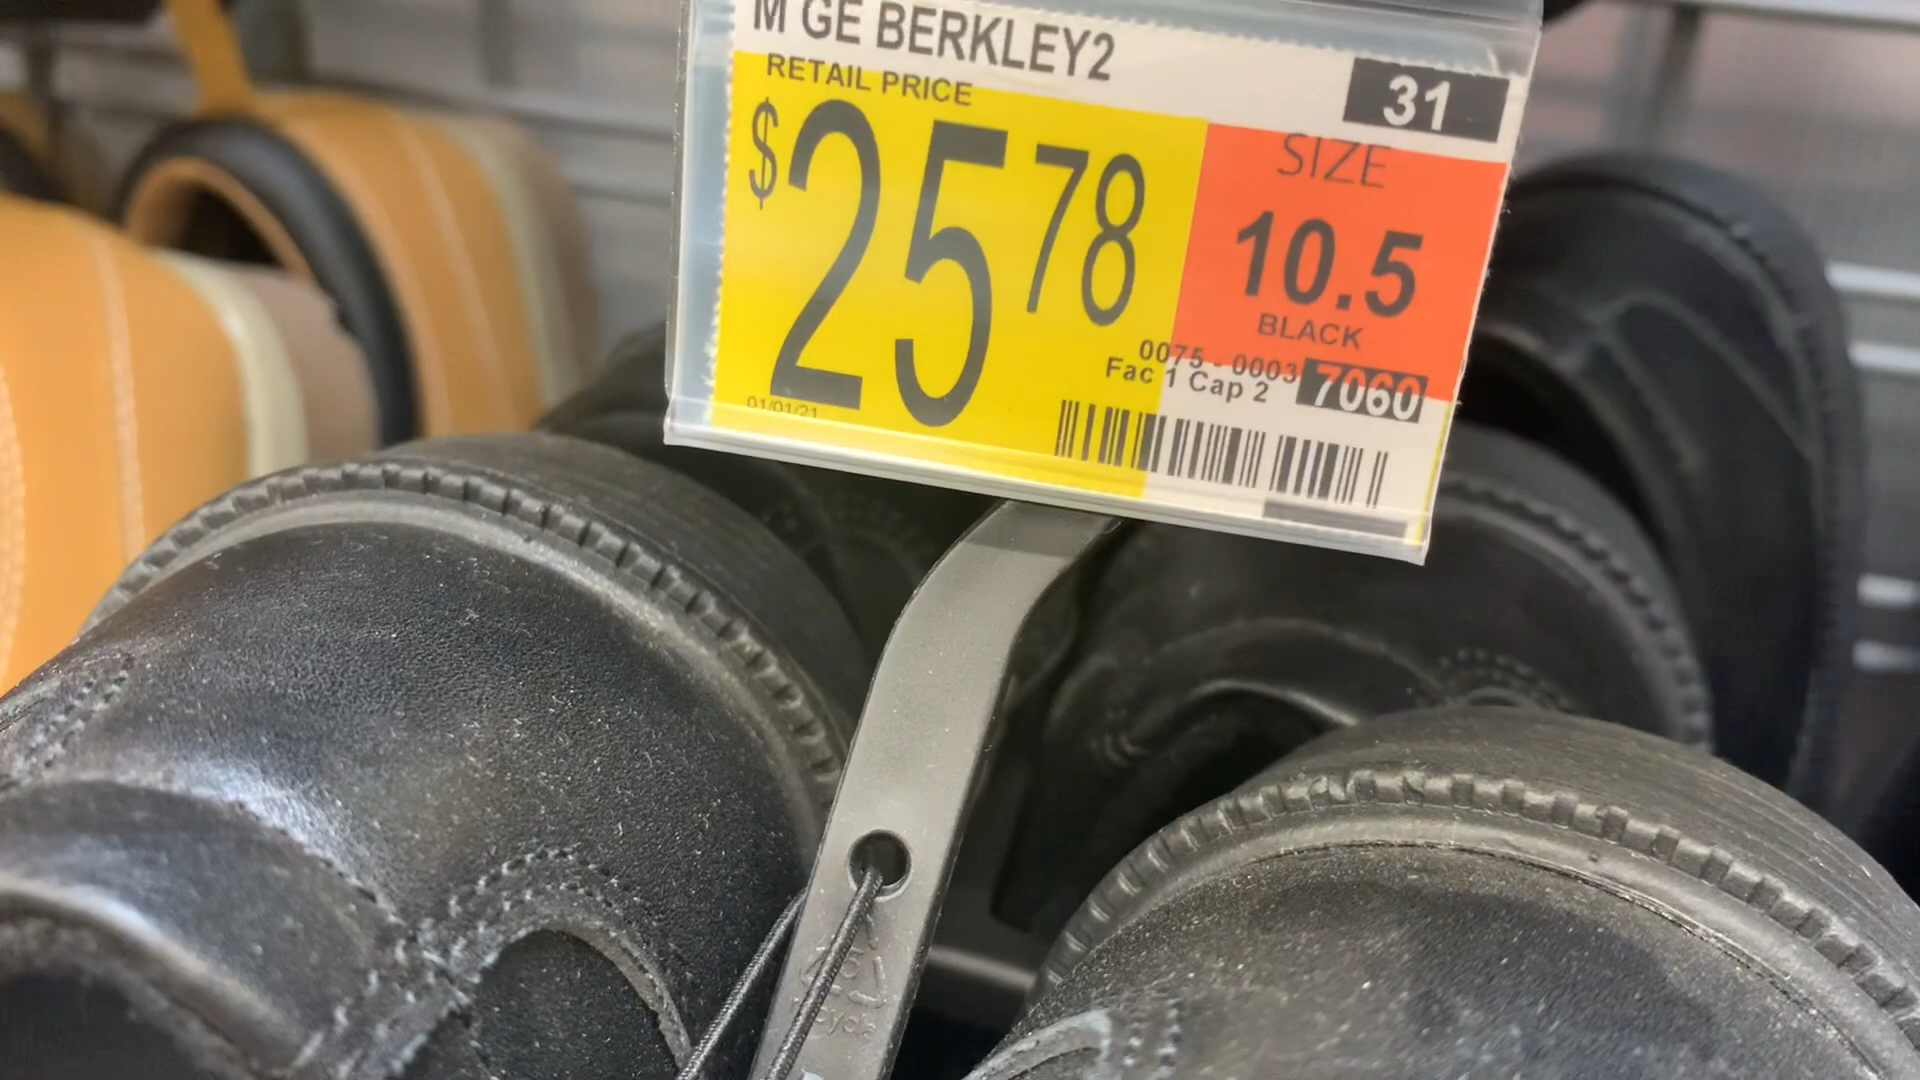 M GE BERKLEY2
31
RETAIL PRICE
$2578
SIZE
10.5
BLACK
0075 - 0003 7060
Fac 1 Cap 2
01/01/21